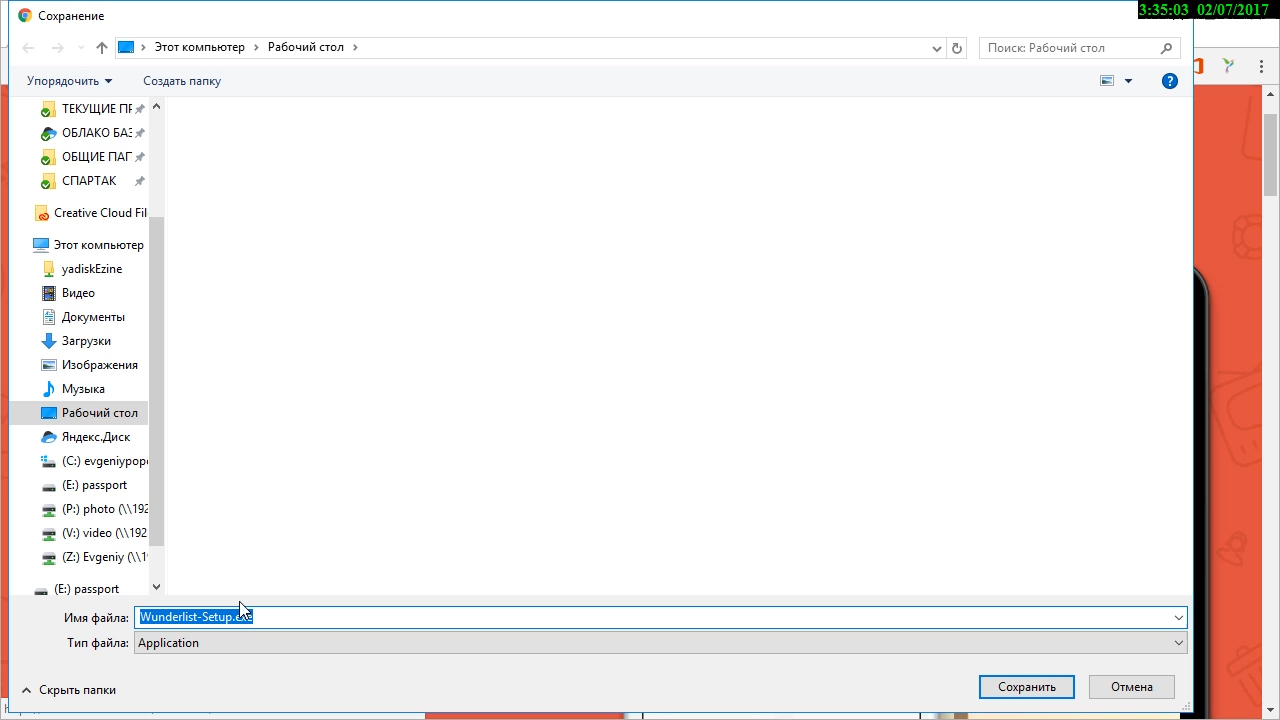 Сохранение
3:35:03 02/07/2017
Этот компьютер
Рабочий стол
Поиск: Рабочий стол
Упорядочить
Создать папку
ТЕКУЩИЕ ПР
ОБЛАКО БАЗ
ОБЩИЕ ПАП
СПАРТАК
Creative Cloud Fil
Этот компьютер
yadiskEzine
Видео
Документы
Загрузки
Изображения
Музыка
Рабочий стол
Яндекс.Диск
(C:) evgeniypop
(E:) passport
(P:) photo (\\192
(V:) video (\\192
(Z:) Evgeniy (\\1
(E:) passport
Имя файла: Wunderlist-Setup.exe
Тип файла: Application
Скрыть папки
Сохранить
Отмена